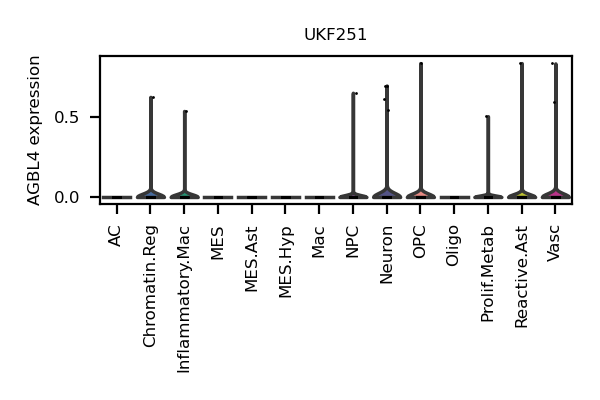 UKF251
AGBL4 expression
0.5
0.0
AC
Chromatin.Reg
Inflammatory.Mac
MES
MES.Ast
MES.Hyp
Mac
NPC
Neuron
OPC
Oligo
Prolif.Metab
Reactive.Ast
Vasc